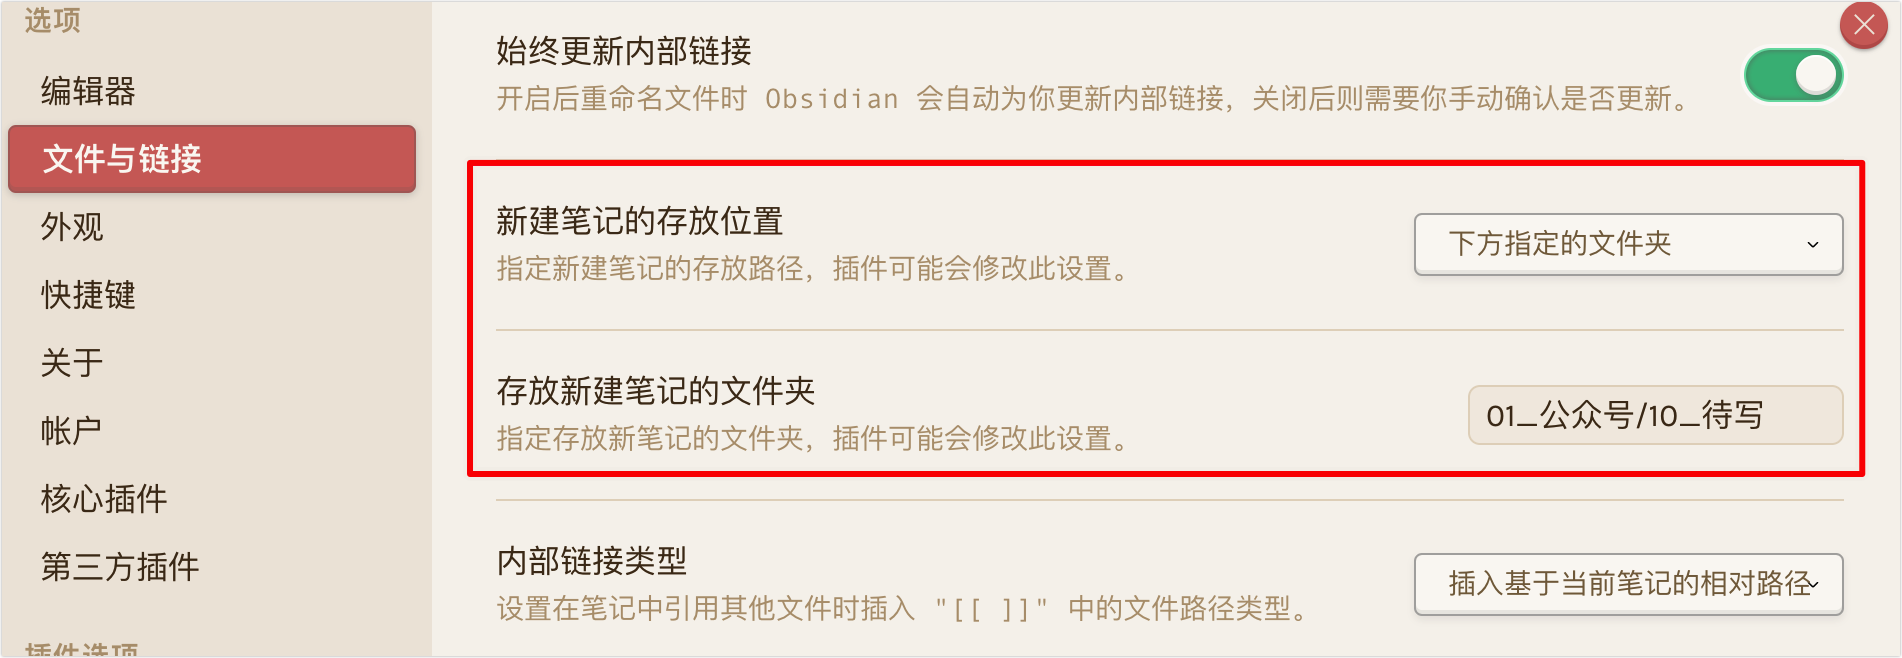 选项
编辑器
文件与链接
外观
快捷键
关于
帐户
核心插件
第三方插件
插件选项
始终更新内部链接
开启后重命名文件时 Obsidian 会自动为你更新内部链接，关闭后则需要你手动确认是否更新。
新建笔记的存放位置
指定新建笔记的存放路径，插件可能会修改此设置。
下方指定的文件夹
存放新建笔记的文件夹
指定存放新笔记的文件夹，插件可能会修改此设置。
01_公众号/10_待写
内部链接类型
设置在笔记中引用其他文件时插入 "[[ ]]" 中的文件路径类型。
插入基于当前笔记的相对路径